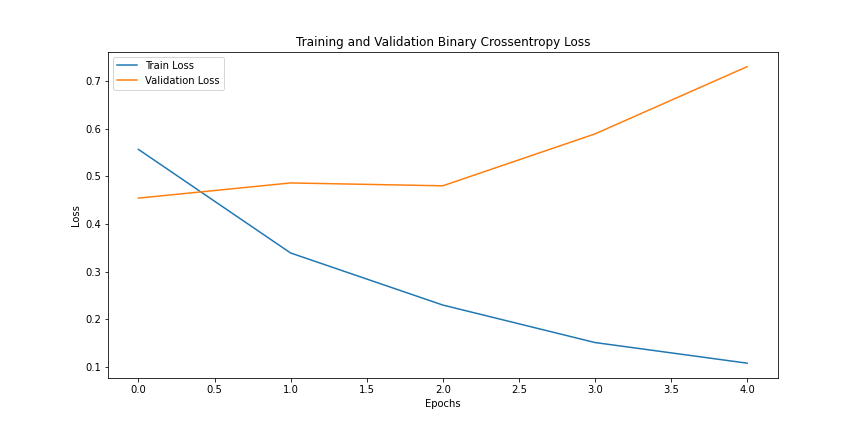 Training and Validation Binary Crossentropy Loss
Train Loss
Validation Loss
0.7
0.6
0.5
0.4
0.3
0.2
0.1
Loss
0.0 0.5 1.0 1.5 2.0 2.5 3.0 3.5 4.0
Epochs